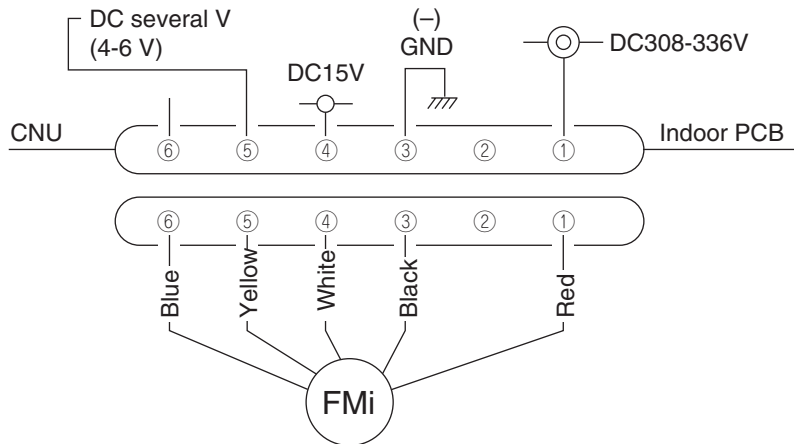 DC several V
(4-6 V)
DC15V
(–)
GND
DC308-336V
CNU
⑥ ⑤ ④ ③ ② ①
Indoor PCB
⑥ ⑤ ④ ③ ② ①
Blue
Yellow
White
Black
Red
FMi